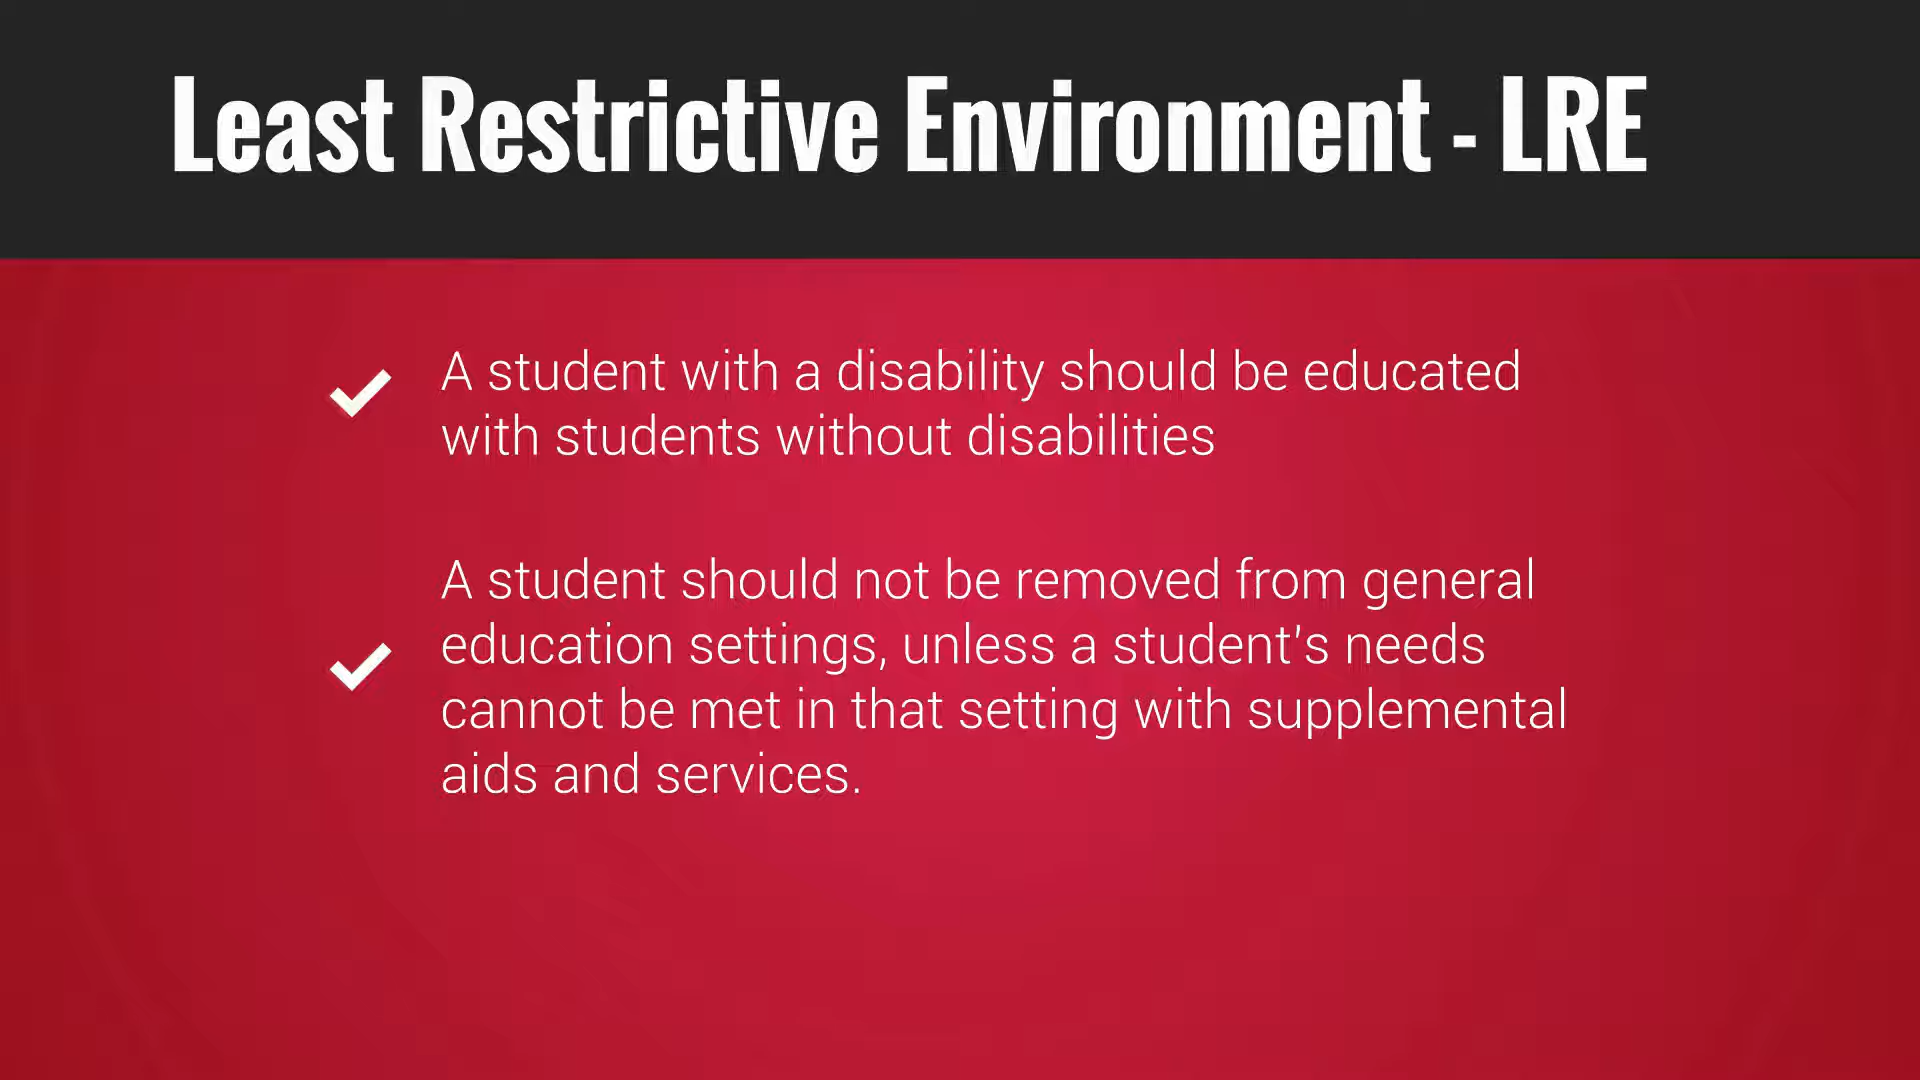 Least Restrictive Environment - LRE
A student with a disability should be educated
with students without disabilities
A student should not be removed from general
education settings, unless a student's needs
cannot be met in that setting with supplemental
aids and services.